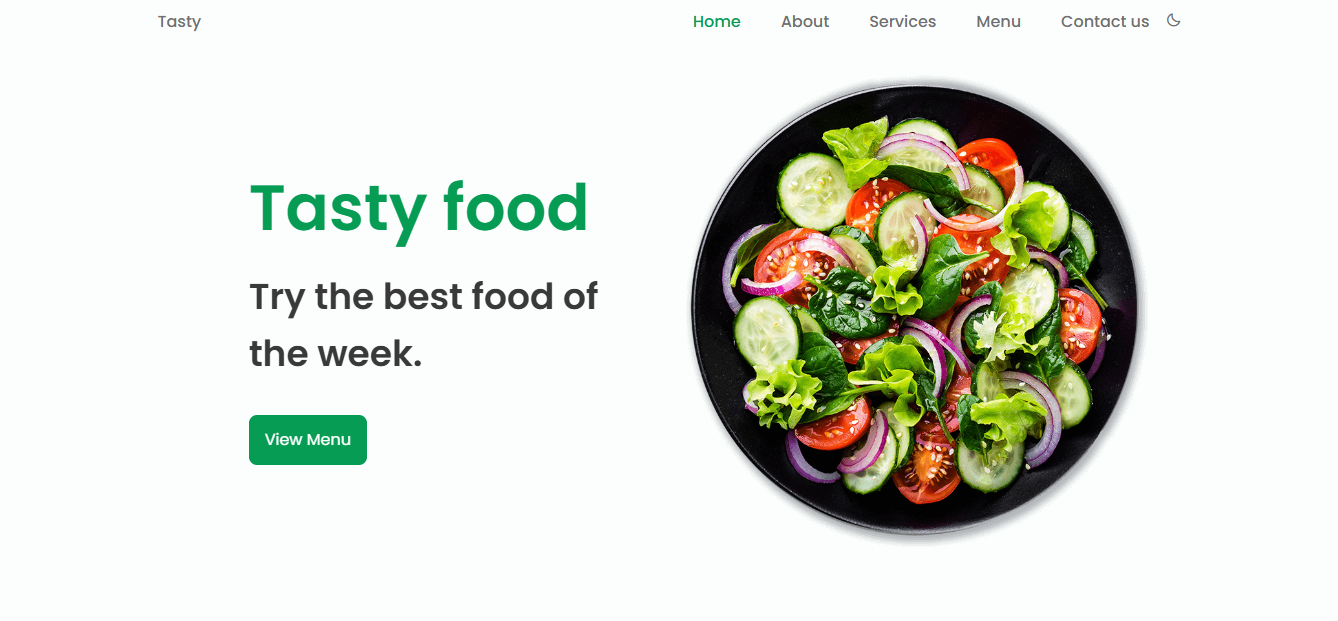 Tasty
Home About Services Menu Contact us
Tasty food
Try the best food of
the week.
View Menu